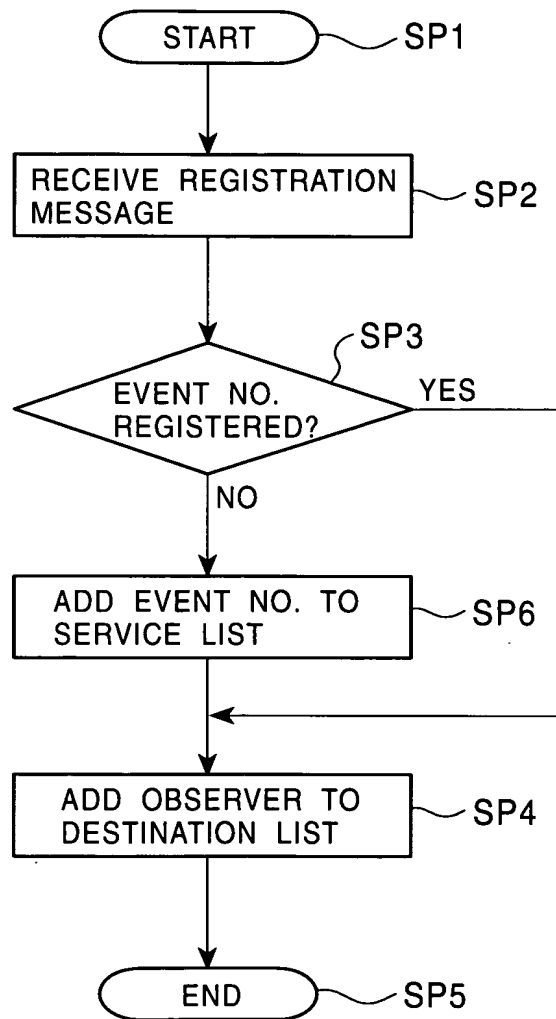 START
SP1
RECEIVE REGISTRATION
MESSAGE
SP2
SP3
EVENT NO.
REGISTERED?
YES
NO
ADD EVENT NO. TO
SERVICE LIST
SP6
ADD OBSERVER TO
DESTINATION LIST
SP4
END
SP5